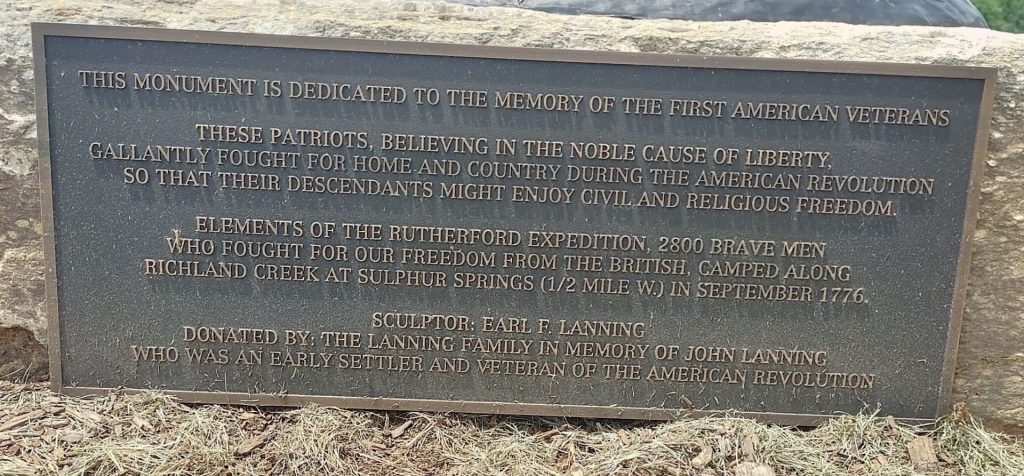 THIS MONUMENT IS DEDICATED TO THE MEMORY OF THE FIRST AMERICAN VETERANS
THESE PATRIOTS, BELIEVING IN THE NOBLE CAUSE OF LIBERTY,
GALLANTLY FOUGHT FOR HOME AND COUNTRY DURING THE AMERICAN REVOLUTION
SO THAT THEIR DESCENDANTS MIGHT ENJOY CIVIL AND RELIGIOUS FREEDOM.
ELEMENTS OF THE RUTHERFORD EXPEDITION, 2800 BRAVE MEN
WHO FOUGHT FOR OUR FREEDOM FROM THE BRITISH, CAMPED ALONG
RICHLAND CREEK AT SULPHUR SPRINGS (1/2 MILE W.) IN SEPTEMBER 1776.
SCULPTOR: EARL F. LANNING
DONATED BY: THE LANNING FAMILY IN MEMORY OF JOHN LANNING
WHO WAS AN EARLY SETTLER AND VETERAN OF THE AMERICAN REVOLUTION